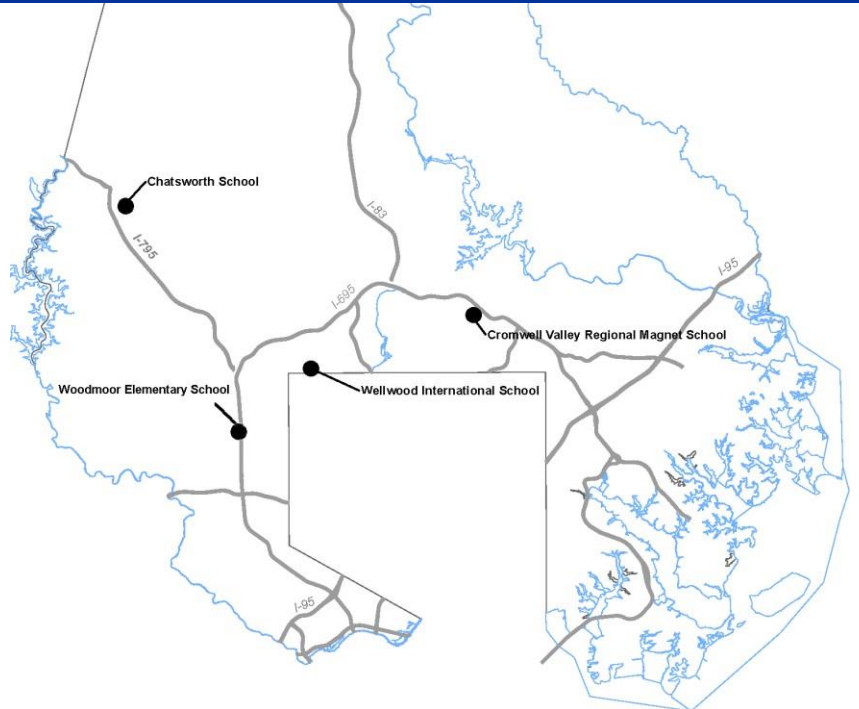 Chatsworth School
I-83
I-795
I-95
I-695
Cromwell Valley Regional Magnet School
Woodmoor Elementary School
Wellwood International School
I-95